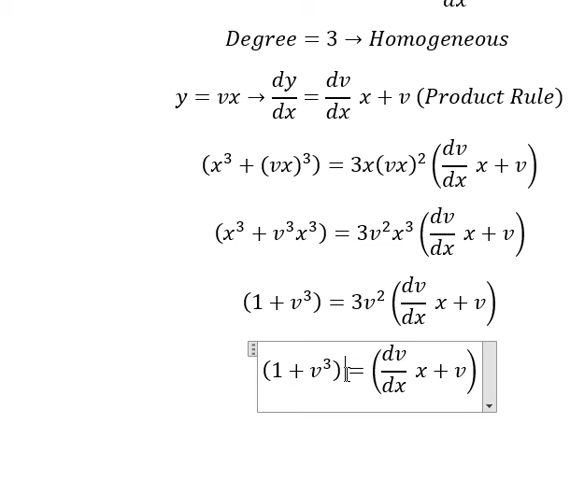 dx
Degree = 3 → Homogeneous
y = vx → dy/dx = dv/dx x + v (Product Rule)
(x³ + (vx)³) = 3x(vx)² (dv/dx x + v)
(x³ + v³x³) = 3v²x³ (dv/dx x + v)
(1 + v³) = 3v² (dv/dx x + v)
(1 + v³) = (dv/dx x + v)